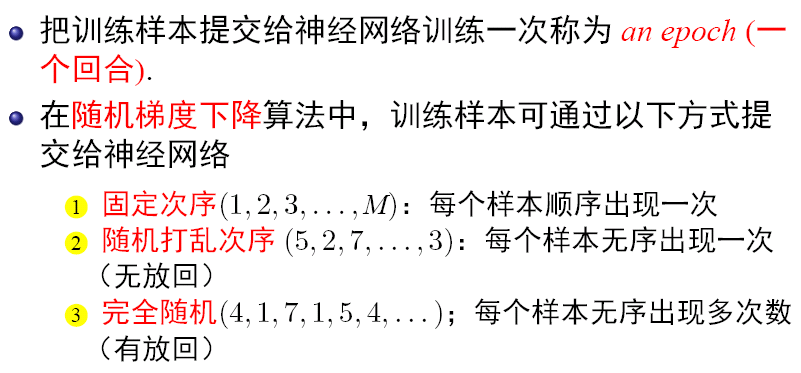 把训练样本提交给神经网络训练一次称为 an epoch (一
个回合).
在随机梯度下降算法中，训练样本可通过以下方式提
交给神经网络
1 固定次序(1, 2, 3, . . . , M)：每个样本顺序出现一次
2 随机打乱次序 (5, 2, 7, . . . , 3)：每个样本无序出现一次
（无放回）
3 完全随机(4, 1, 7, 1, 5, 4, . . . )；每个样本无序出现多次数
（有放回）